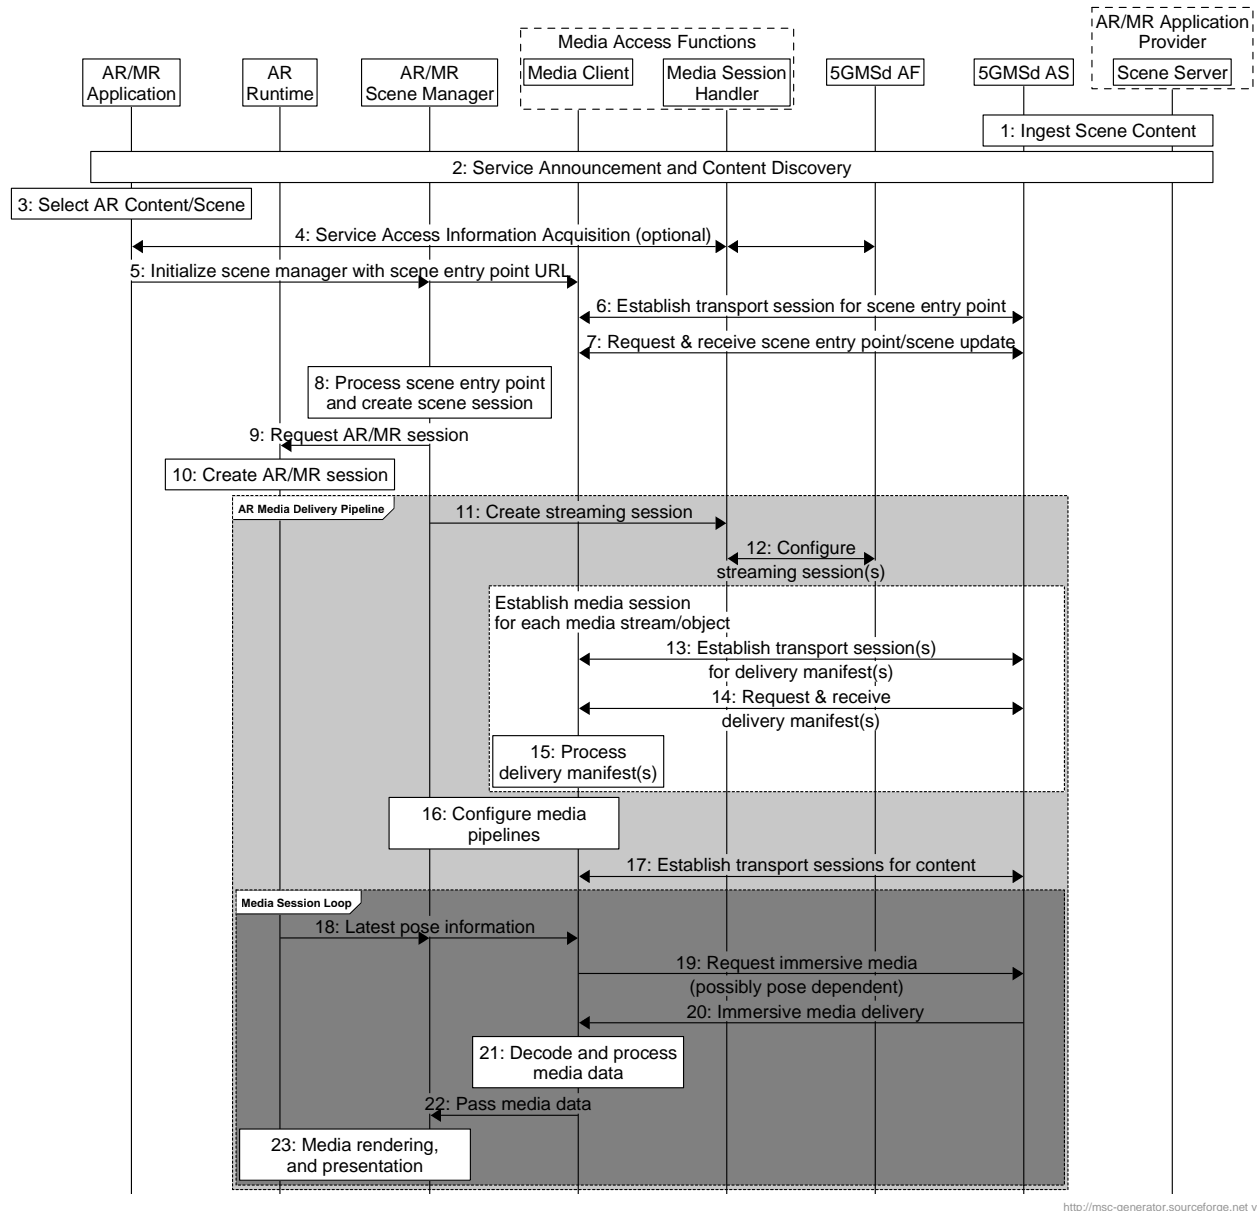 AR/MR Application
Provider
Media Access Functions
AR/MR
Application
AR
Runtime
AR/MR
Scene Manager
Media Client
Media Session
Handler
5GMSd AF
5GMSd AS
Scene Server
1: Ingest Scene Content
2: Service Announcement and Content Discovery
3: Select AR Content/Scene
4: Service Access Information Acquisition (optional)
5: Initialize scene manager with scene entry point URL
6: Establish transport session for scene entry point
7: Request & receive scene entry point/scene update
8: Process scene entry point
and create scene session
9: Request AR/MR session
10: Create AR/MR session
AR Media Delivery Pipeline
11: Create streaming session
12: Configure
streaming session(s)
Establish media session
for each media stream/object
13: Establish transport session(s)
for delivery manifest(s)
14: Request & receive
delivery manifest(s)
15: Process
delivery manifest(s)
16: Configure media
pipelines
17: Establish transport sessions for content
Media Session Loop
18: Latest pose information
19: Request immersive media
(possibly pose dependent)
20: Immersive media delivery
21: Decode and process
media data
22: Pass media data
23: Media rendering,
and presentation
http://msc-generator.sourceforge.net v